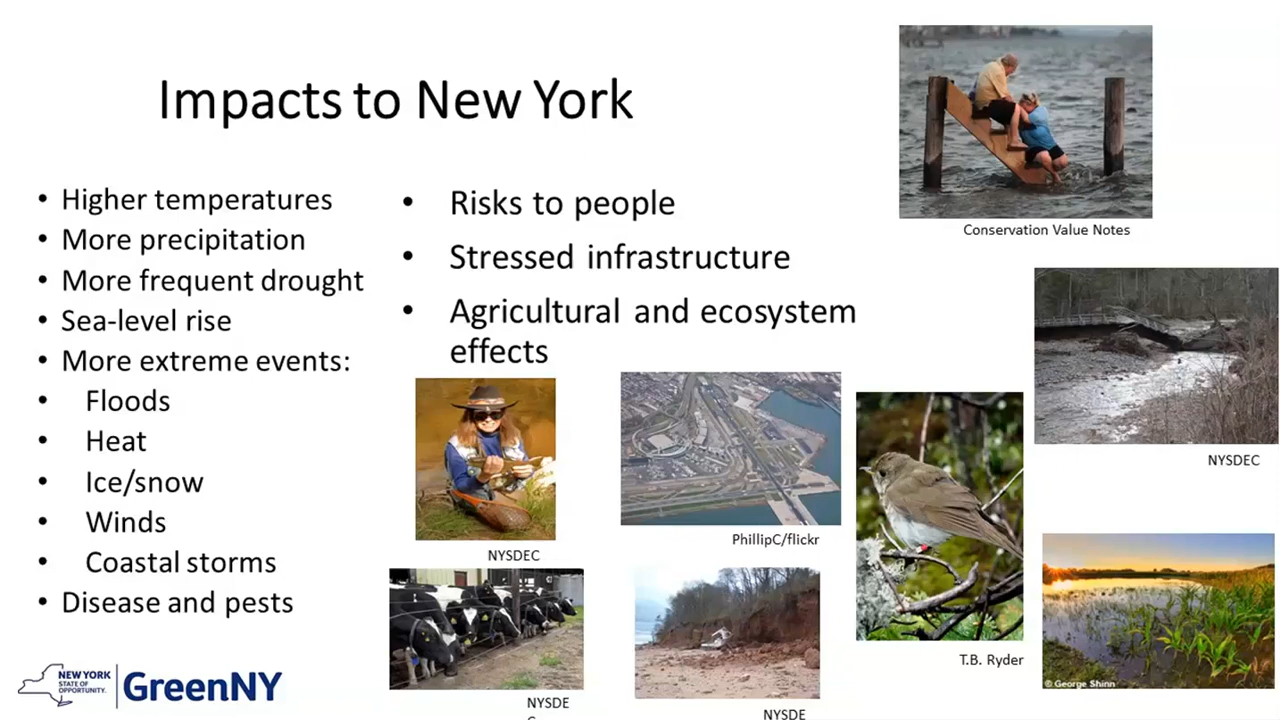 Impacts to New York
• Higher temperatures
• More precipitation
• More frequent drought
• Sea-level rise
• More extreme events:
• Floods
• Heat
• Ice/snow
• Winds
• Coastal storms
• Disease and pests
• Risks to people
• Stressed infrastructure
• Agricultural and ecosystem
effects
Conservation Value Notes
NYSDEC
PhillipC/flickr
NYSDEC
T.B. Ryder
NYSDE
NYSDE
© George Shinn
NEW YORK
STATE OF
OPPORTUNITY.
GreenNY